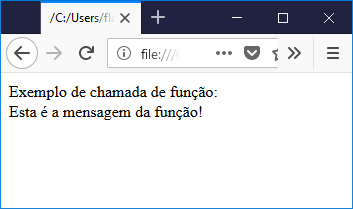 /C:/Users/fl
file:///
Exemplo de chamada de função:
Esta é a mensagem da função!